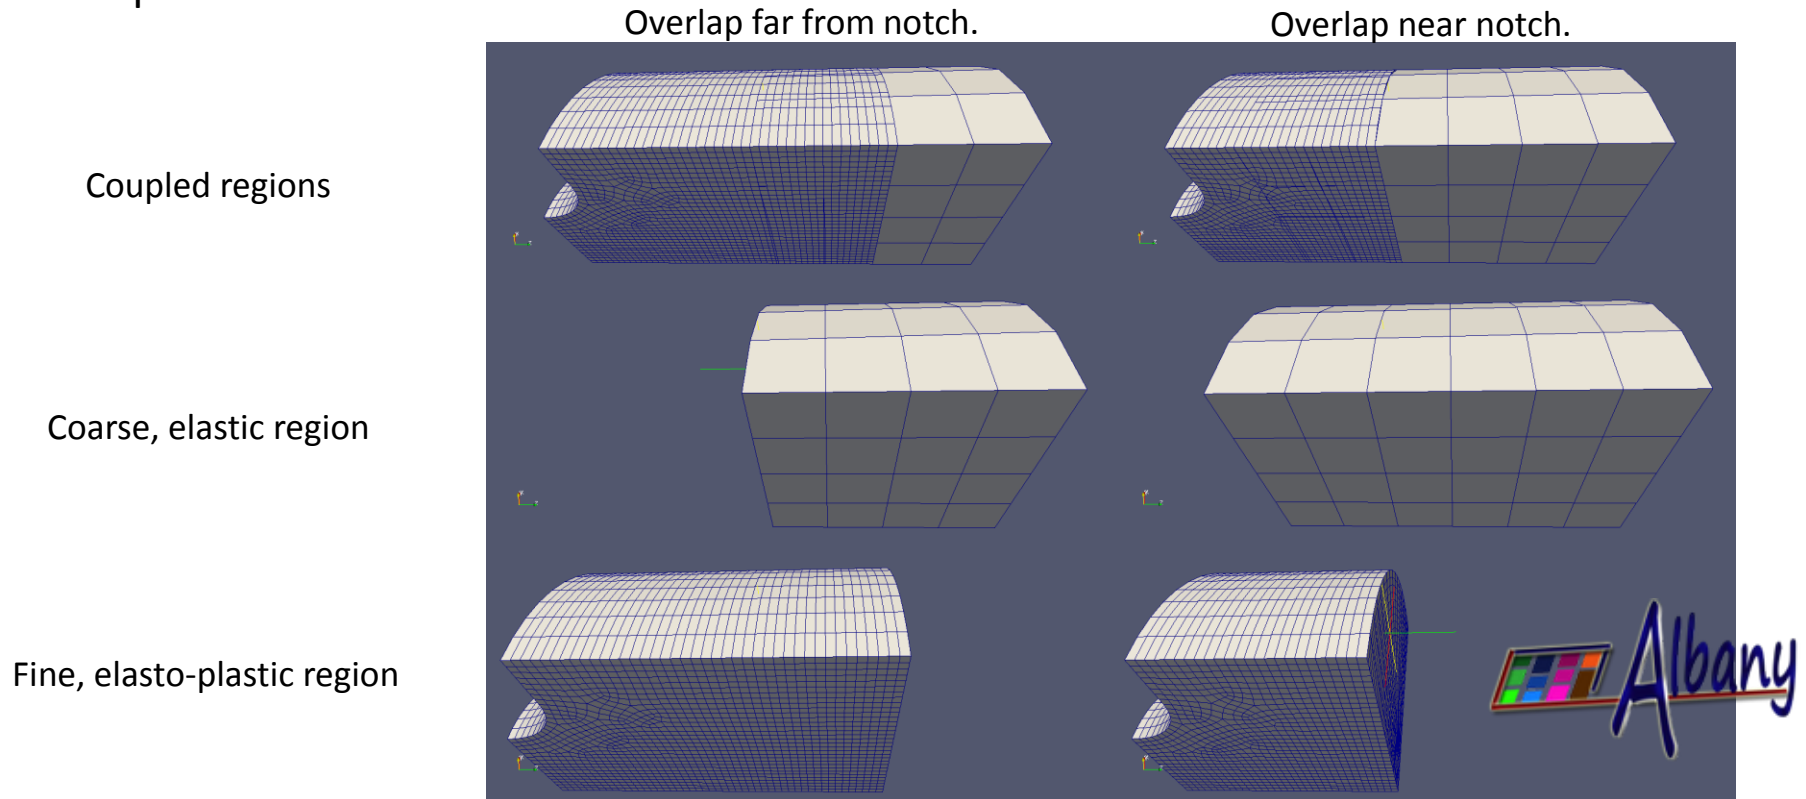 Overlap far from notch.
Overlap near notch.
Coupled regions
Coarse, elastic region
Fine, elasto-plastic region
Albany